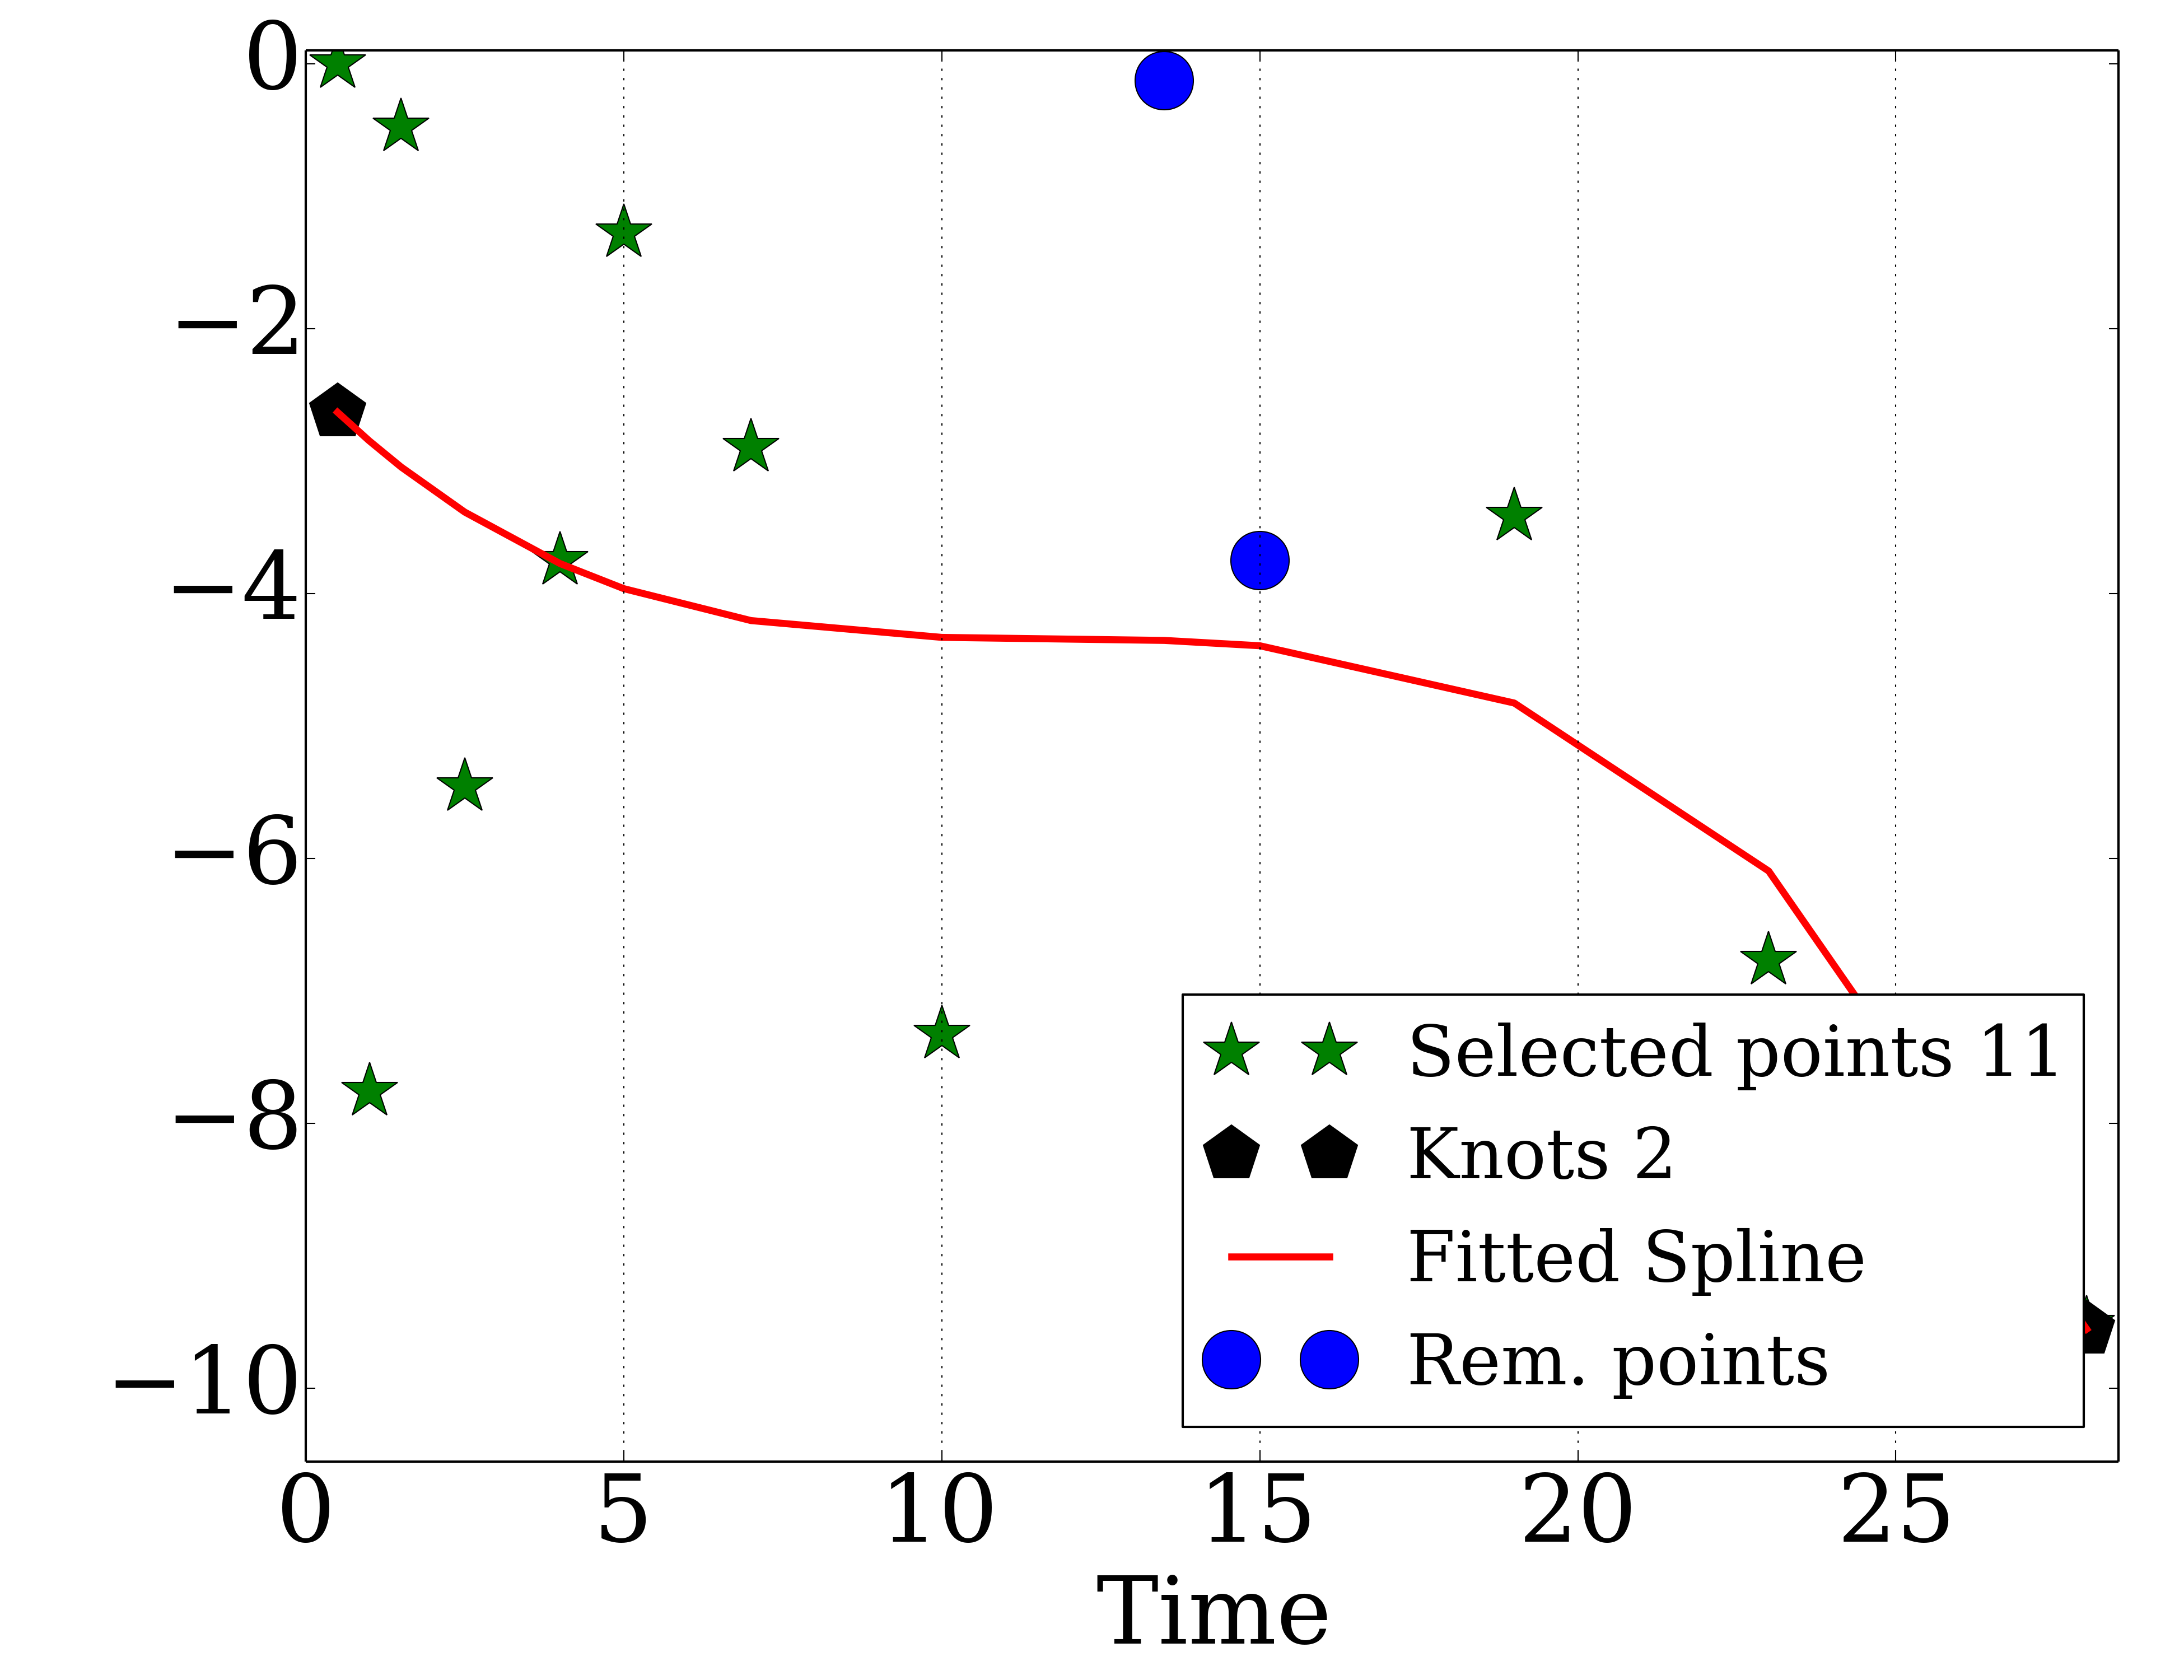 0
−2
−4
−6
−8
−10
Selected points 11
Knots 2
Fitted Spline
Rem. points
0 5 10 15 20 25
Time